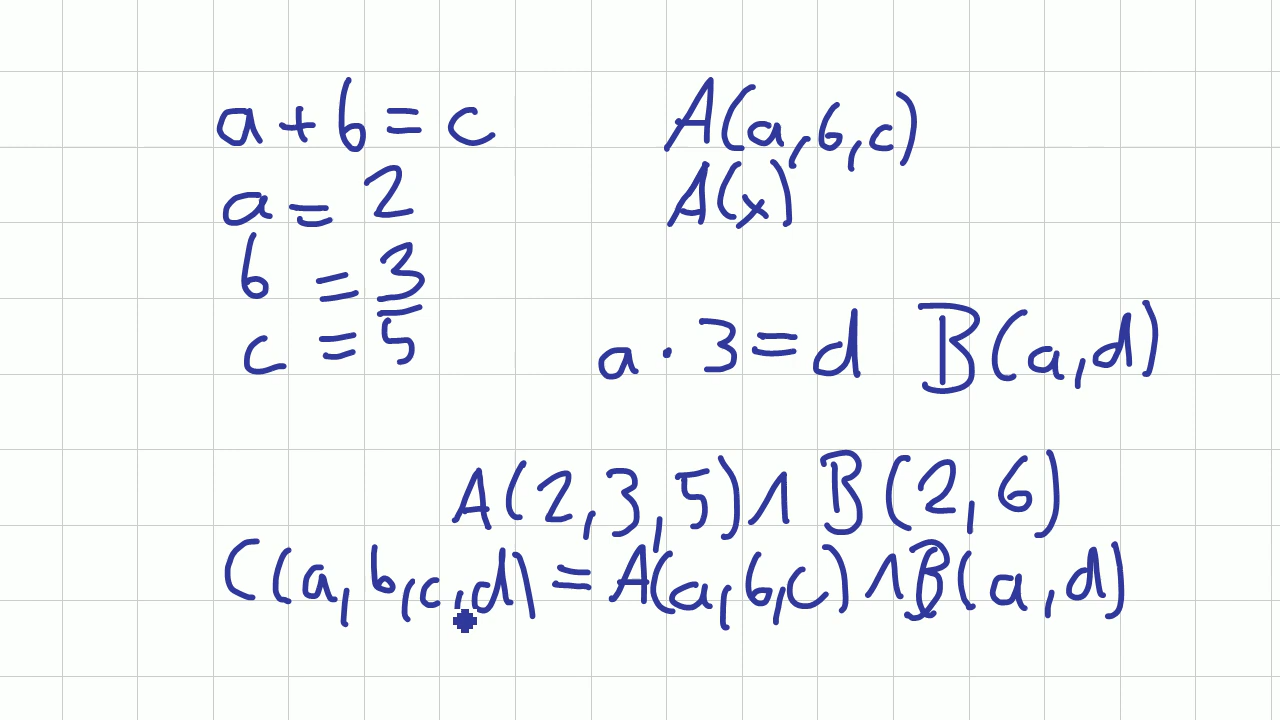 a + b = c
A(a,b,c)
a = 2
A(x)
b = 3
c = 5
a · 3 = d B(a,d)
A(2,3,5) ∧ B(2,6)
C(a,b,c,d) = A(a,b,c) ∧ B(a,d)